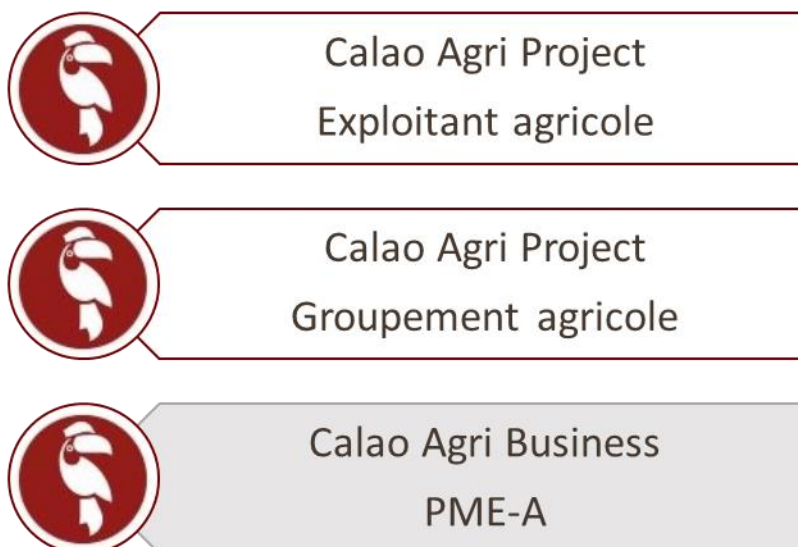 Calao Agri Project
Exploitant agricole
Calao Agri Project
Groupement agricole
Calao Agri Business
PME-A